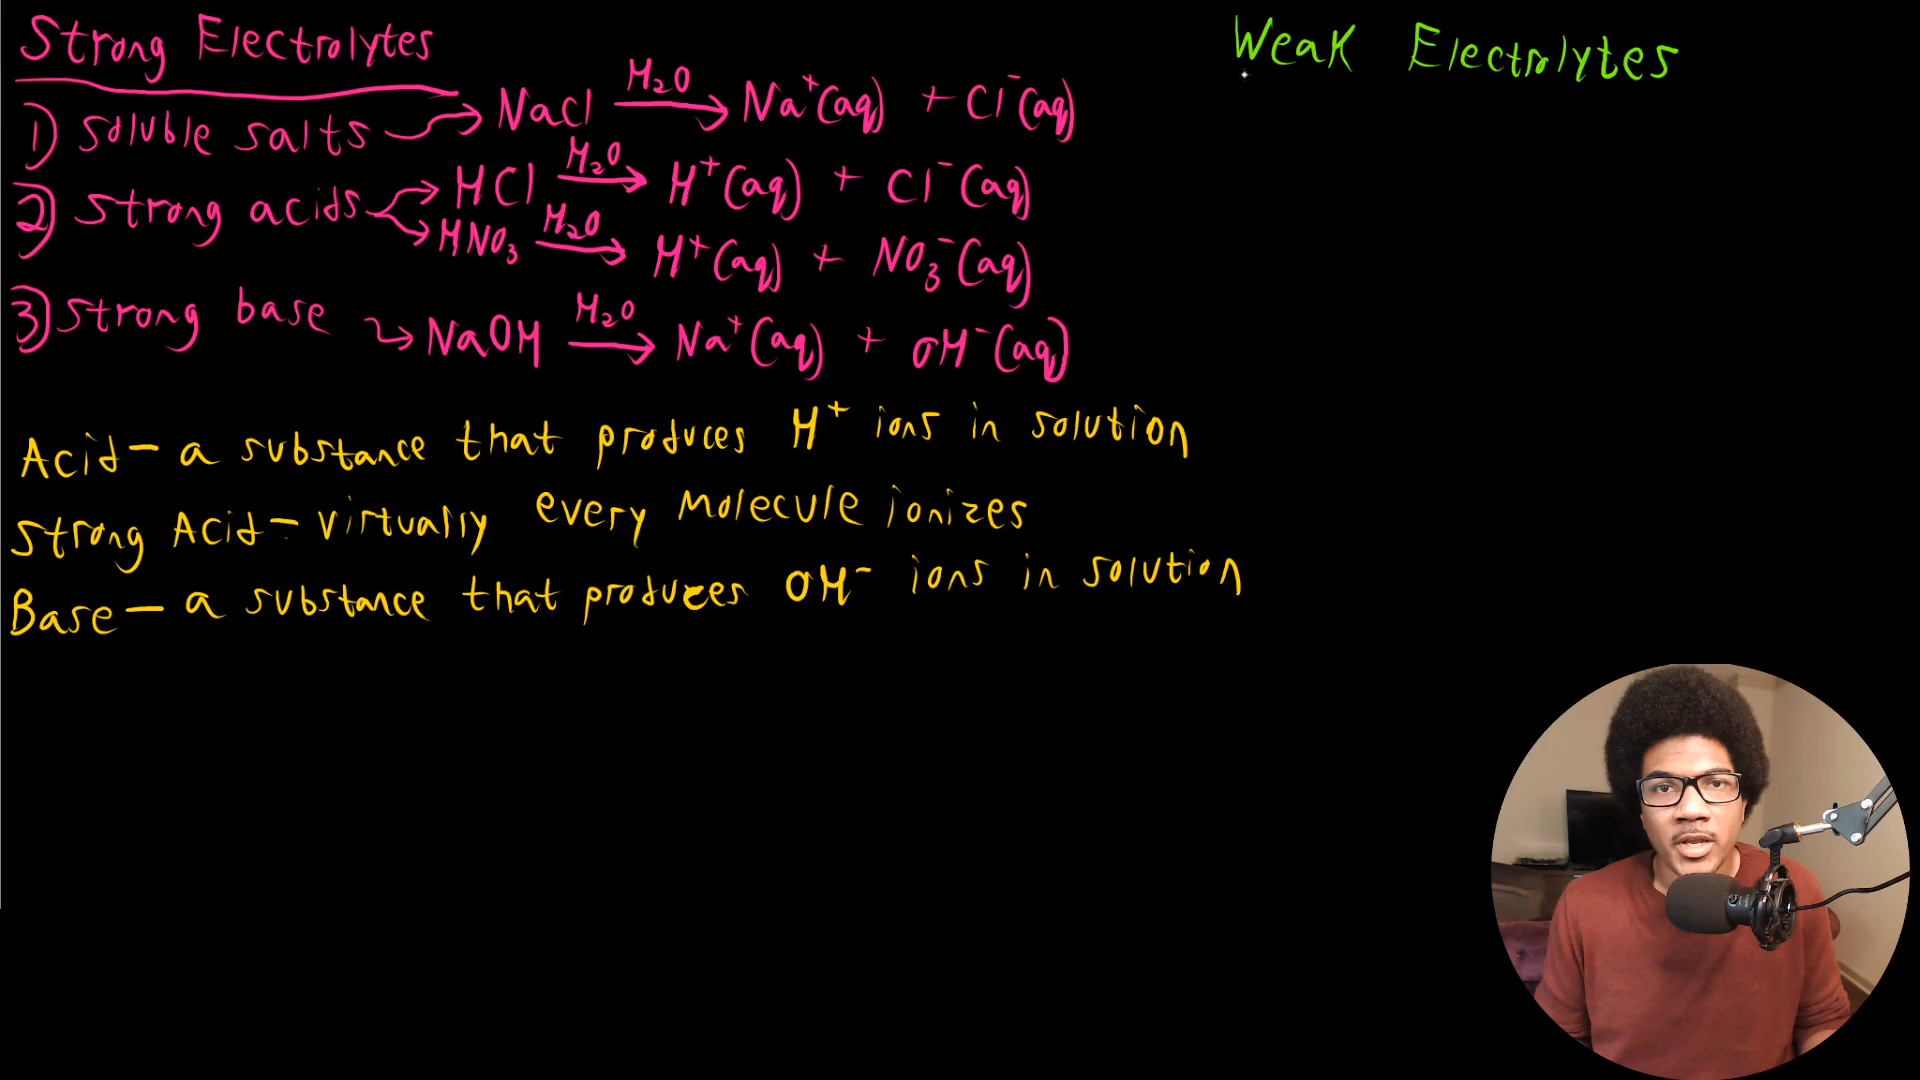 Strong Electrolytes
1) soluble salts → NaCl H₂O→ Na⁺(aq) + Cl⁻(aq)
2) strong acids → HCl H₂O→ H⁺(aq) + Cl⁻(aq)
→ HNO₃ H₂O→ H⁺(aq) + NO₃⁻(aq)
3) strong base → NaOH H₂O→ Na⁺(aq) + OH⁻(aq)
Acid – a substance that produces H⁺ ions in solution
Strong Acid – virtually every molecule ionizes
Base – a substance that produces OH⁻ ions in solution
Weak Electrolytes